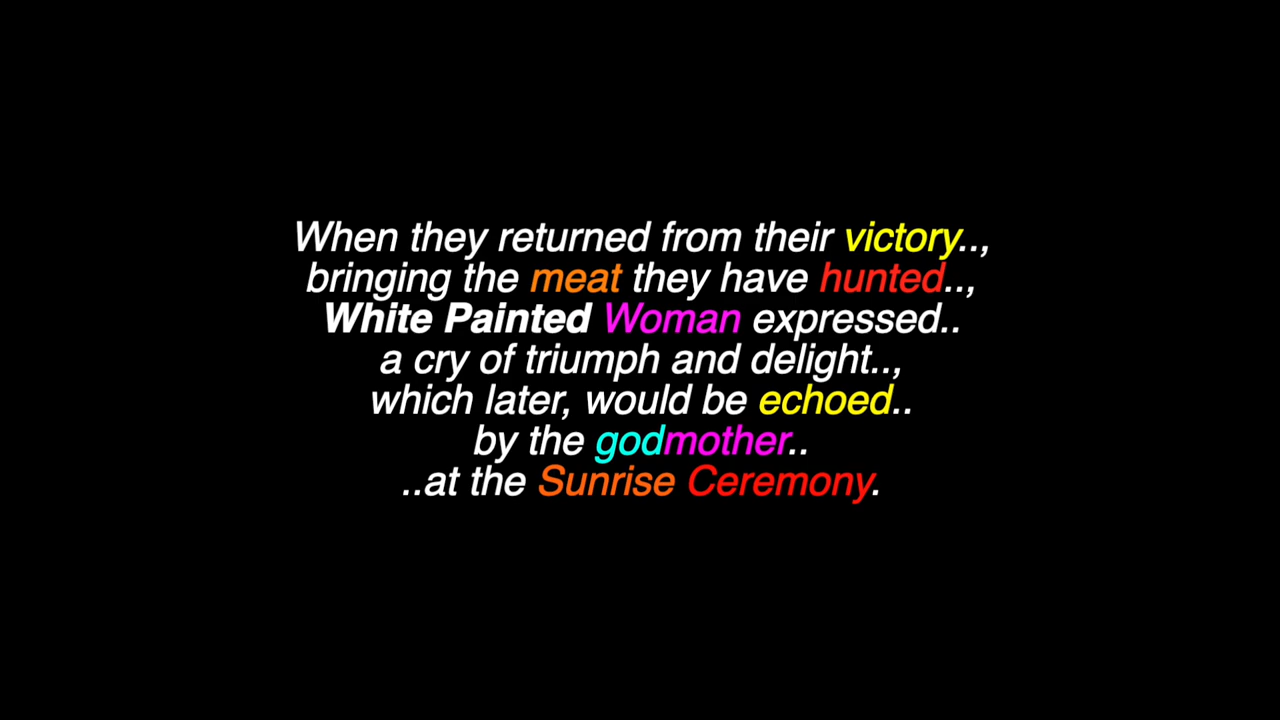 When they returned from their victory..,
bringing the meat they have hunted..,
White Painted Woman expressed..
a cry of triumph and delight..,
which later, would be echoed..
by the godmother..
..at the Sunrise Ceremony.